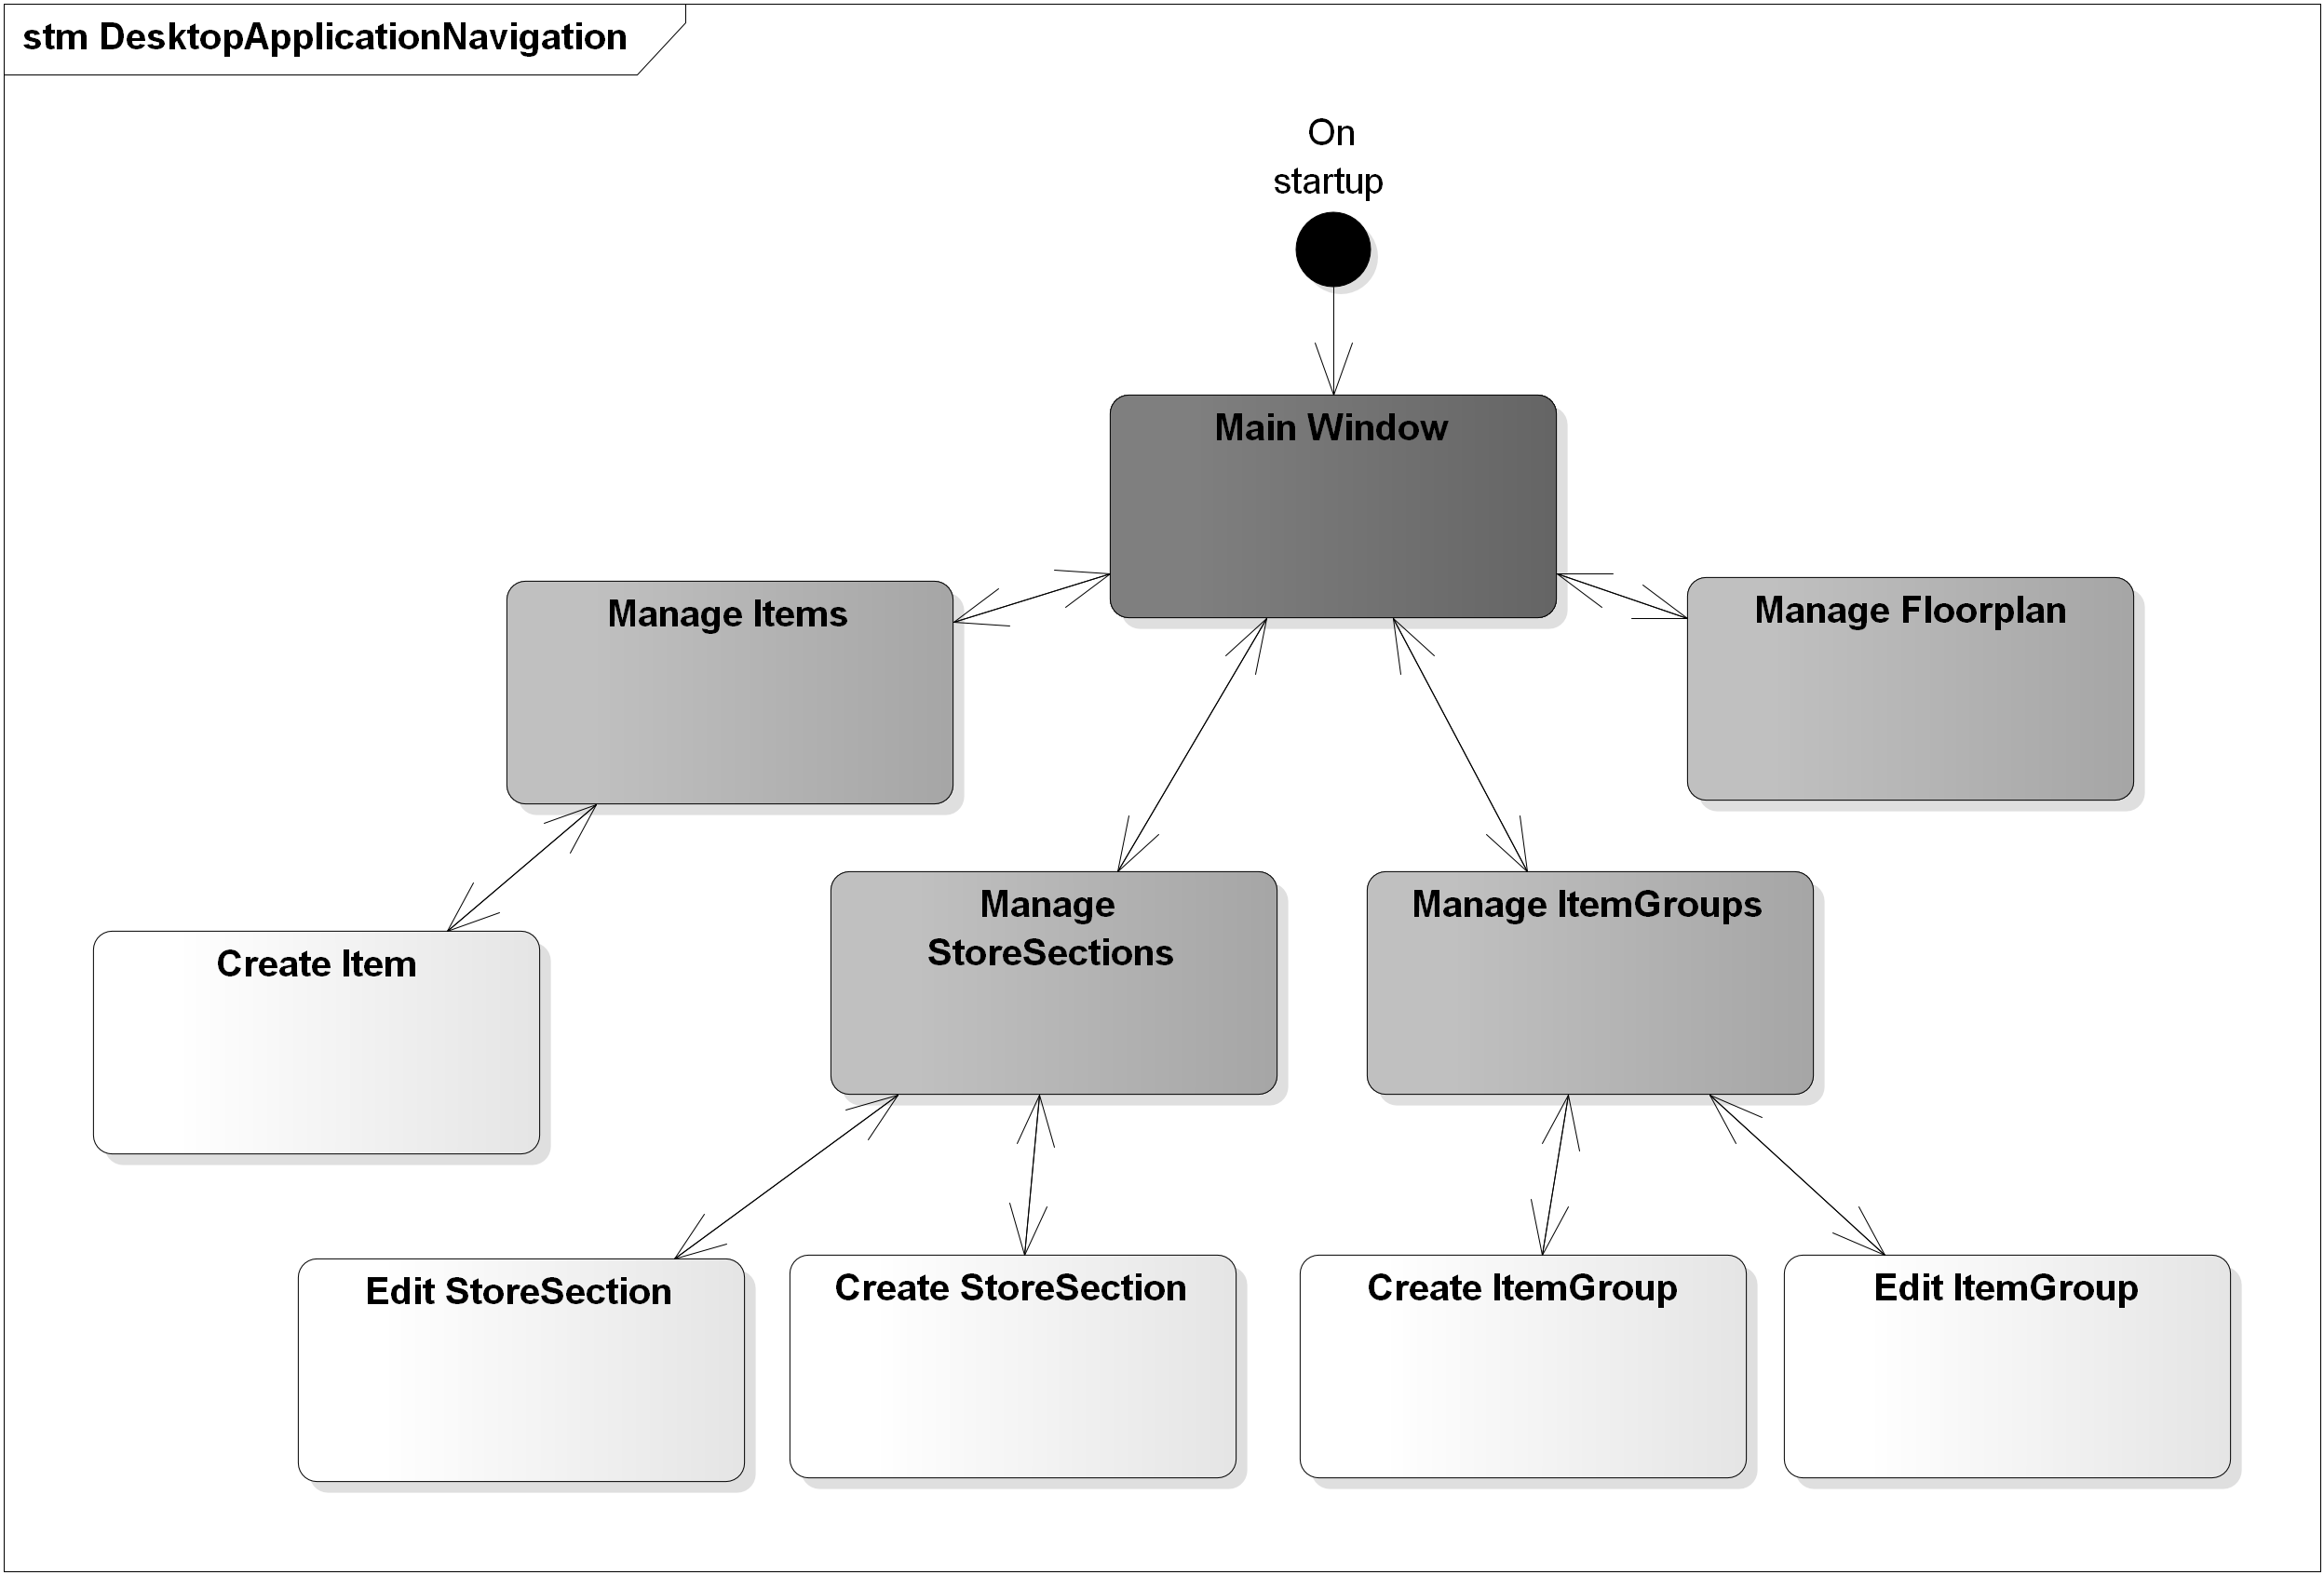 stm DesktopApplicationNavigation
On
startup
Main Window
Manage Items
Manage Floorplan
Manage
StoreSections
Manage ItemGroups
Create Item
Edit StoreSection
Create StoreSection
Create ItemGroup
Edit ItemGroup